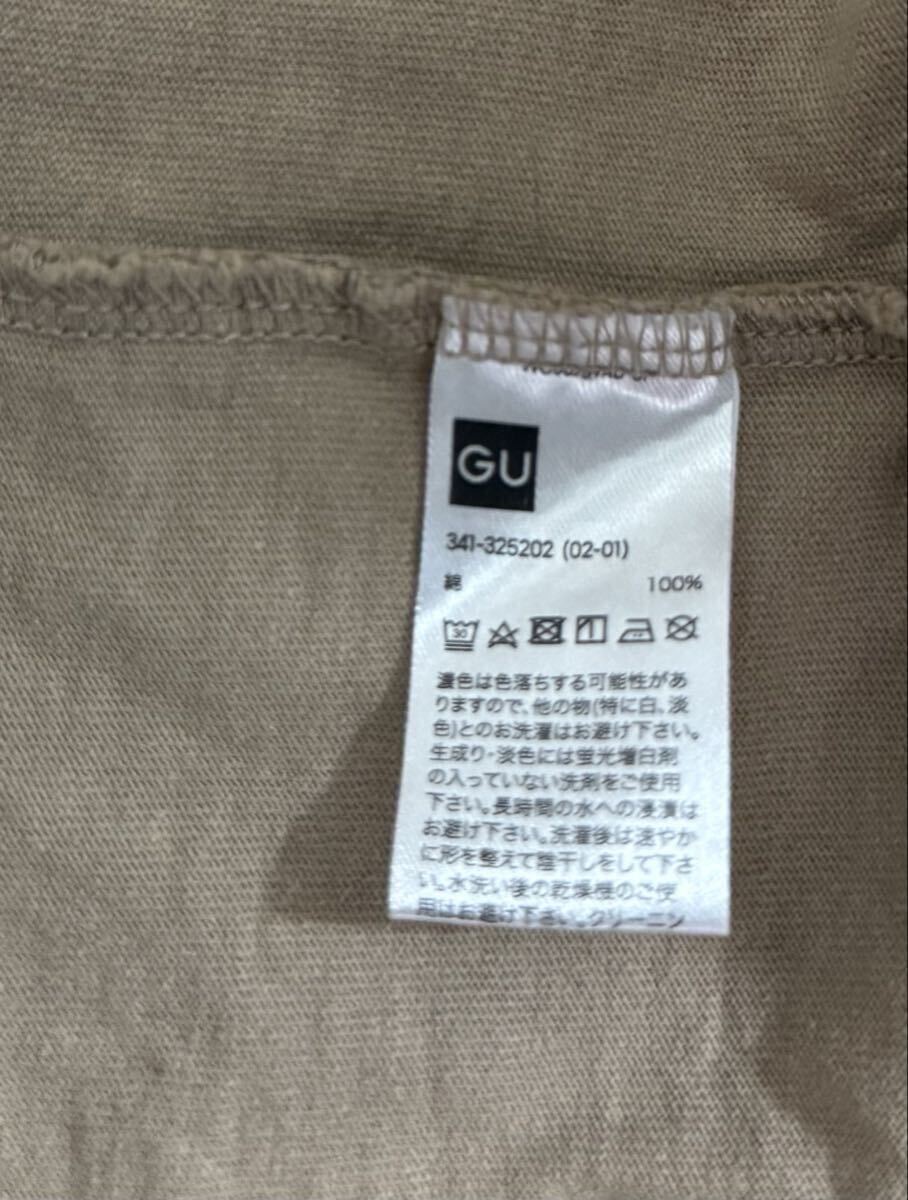 GU
341-325202 (02-01)
綿 100%
30
濃色は色落ちする可能性があ
りますので、他の物(特に白、淡
色)とのお洗濯はお避け下さい。
生成り・淡色には蛍光増白剤
の入っていない洗剤をご使用
下さい。長時間の水への浸漬は
お避け下さい。洗濯後は速やか
に形を整えて陰干しをして下さ
い。水洗い後の乾燥機のご使
用はお避け下さい。クリーニン